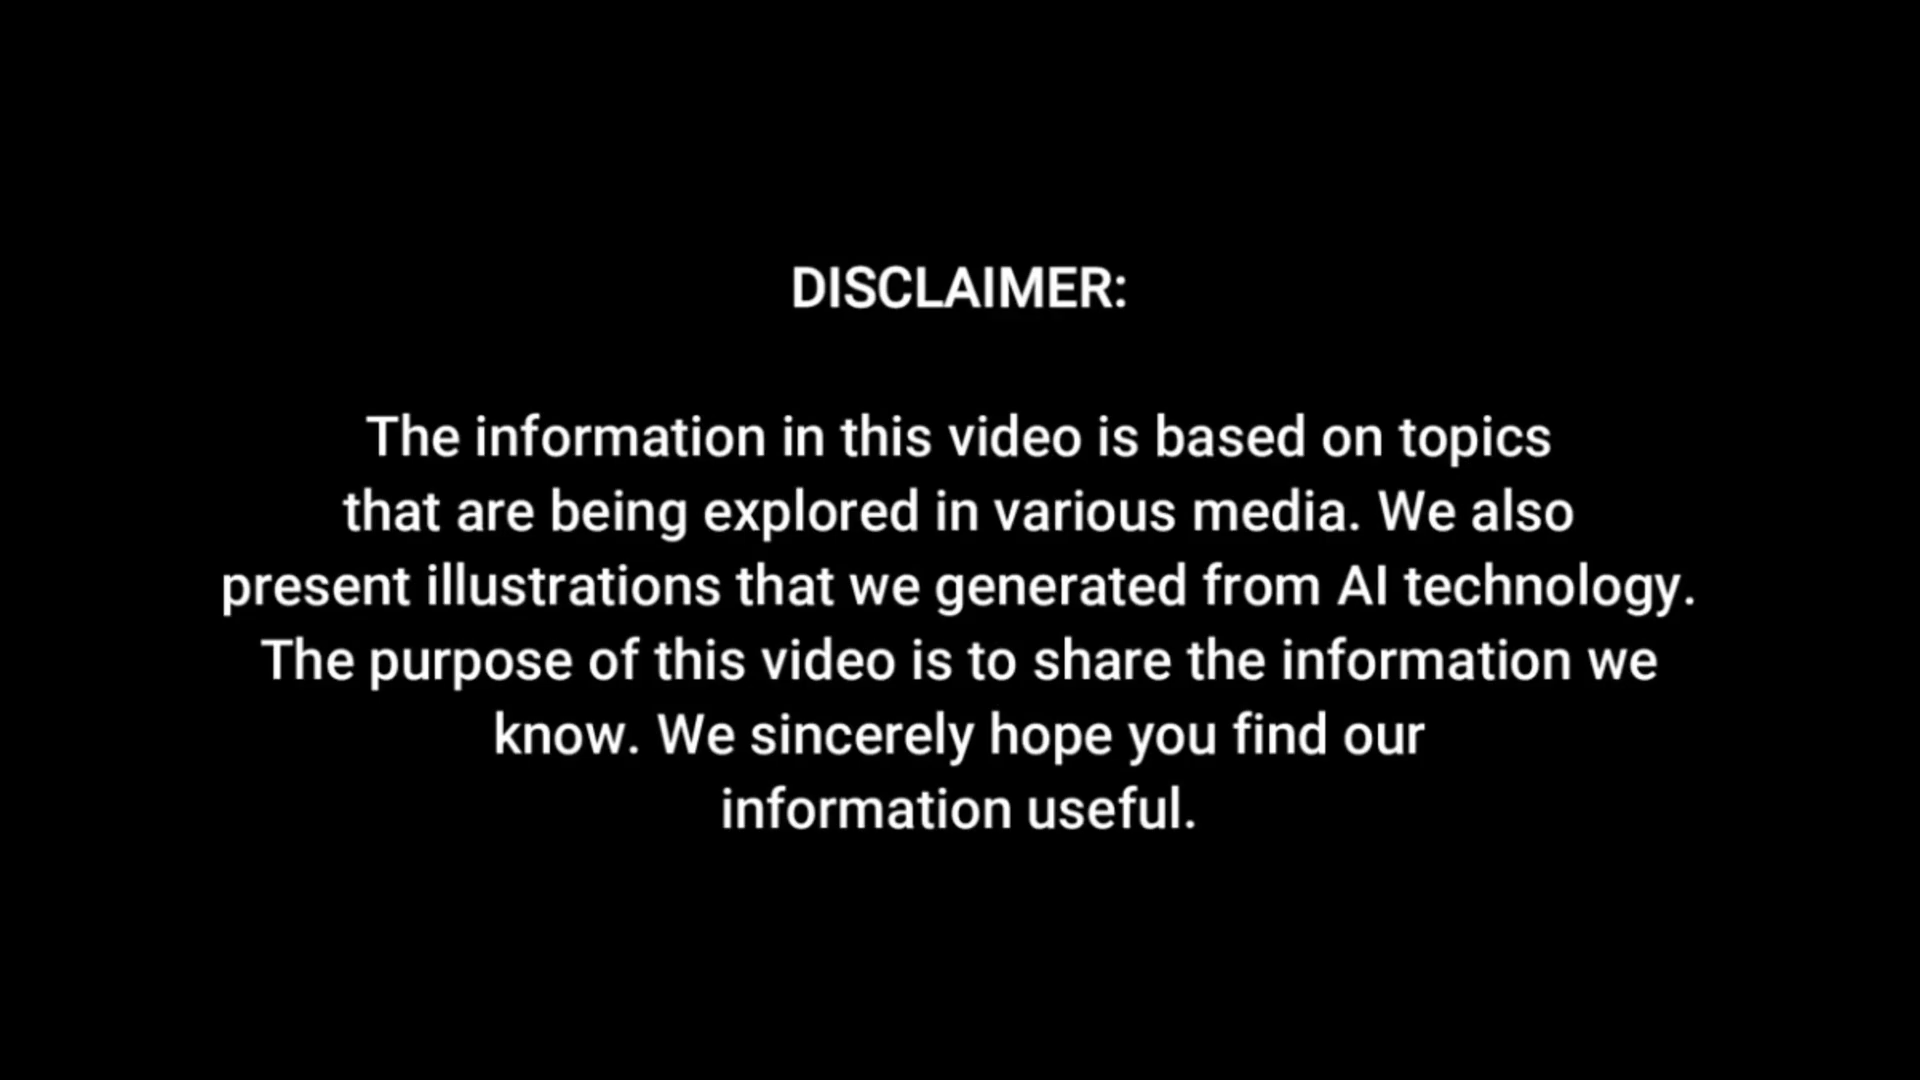 DISCLAIMER:
The information in this video is based on topics
that are being explored in various media. We also
present illustrations that we generated from AI technology.
The purpose of this video is to share the information we
know. We sincerely hope you find our
information useful.